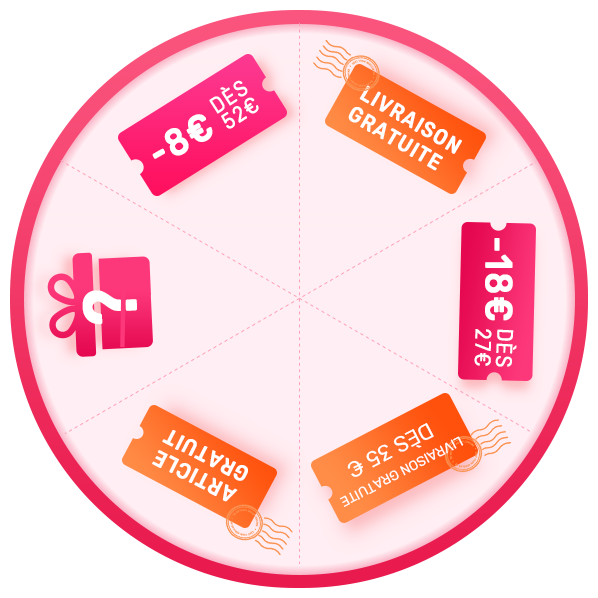 -8€
DÈS
52€
LIVRAISON
GRATUITE
-18€
DÈS
27€
LIVRAISON GRATUITE
DÈS 35 €
ARTICLE
GRATUIT
?